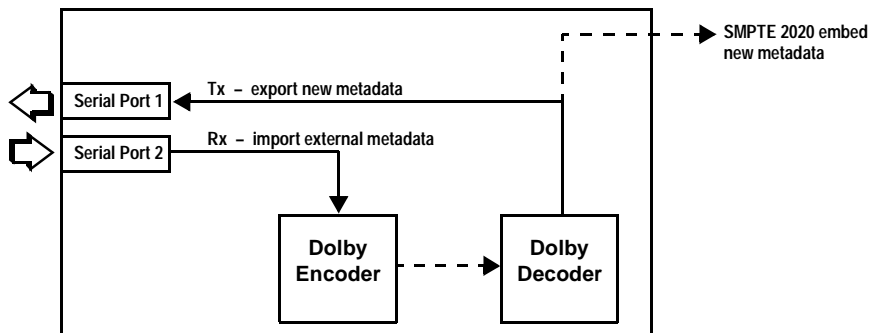 SMPTE 2020 embed
new metadata
Tx – export new metadata
Serial Port 1
Rx – import external metadata
Serial Port 2
Dolby
Encoder
Dolby
Decoder